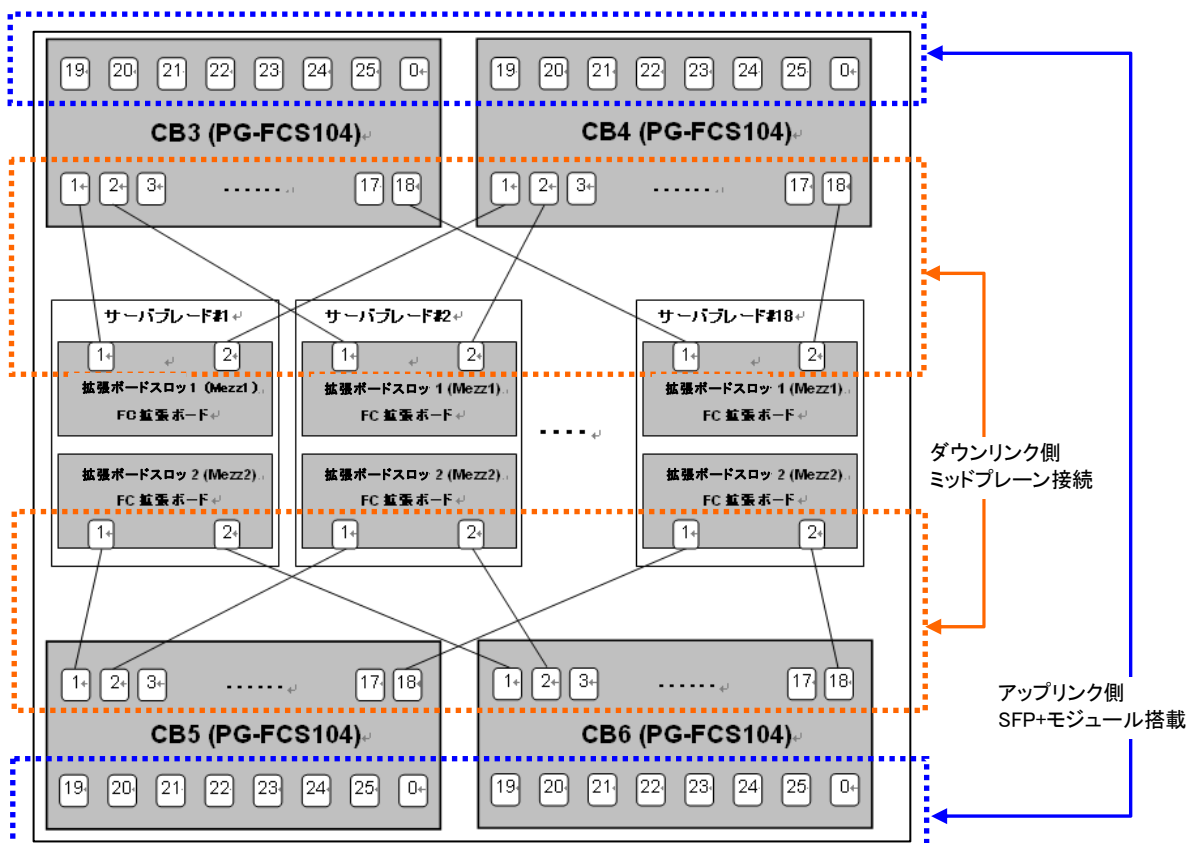 19 20 21 22 23 24 25 0
19 20 21 22 23 24 25 0
CB3 (PG-FCS104)
CB4 (PG-FCS104)
1 2 3 ...... 17 18
1 2 3 ...... 17 18
サーバブレード#1
サーバブレード#2
サーバブレード#18
1 2
1 2
1 2
拡張ボードスロット1 (Mezz1)
FC 拡張ボード
拡張ボードスロッ 1 (Mezz1)
FC 拡張ボード
拡張ボードスロッ 1 (Mezz1)
FC 拡張ボード
....
拡張ボードスロッ 2 (Mezz2)
FC 拡張ボード
拡張ボードスロッ 2 (Mezz2)
FC 拡張ボード
拡張ボードスロッ 2 (Mezz2)
FC 拡張ボード
1 2
1 2
1 2
ダウンリンク側
ミッドプレーン接続
1 2 3 ...... 17 18
1 2 3 ...... 17 18
アップリンク側
SFP+モジュール搭載
CB5 (PG-FCS104)
CB6 (PG-FCS104)
19 20 21 22 23 24 25 0
19 20 21 22 23 24 25 0